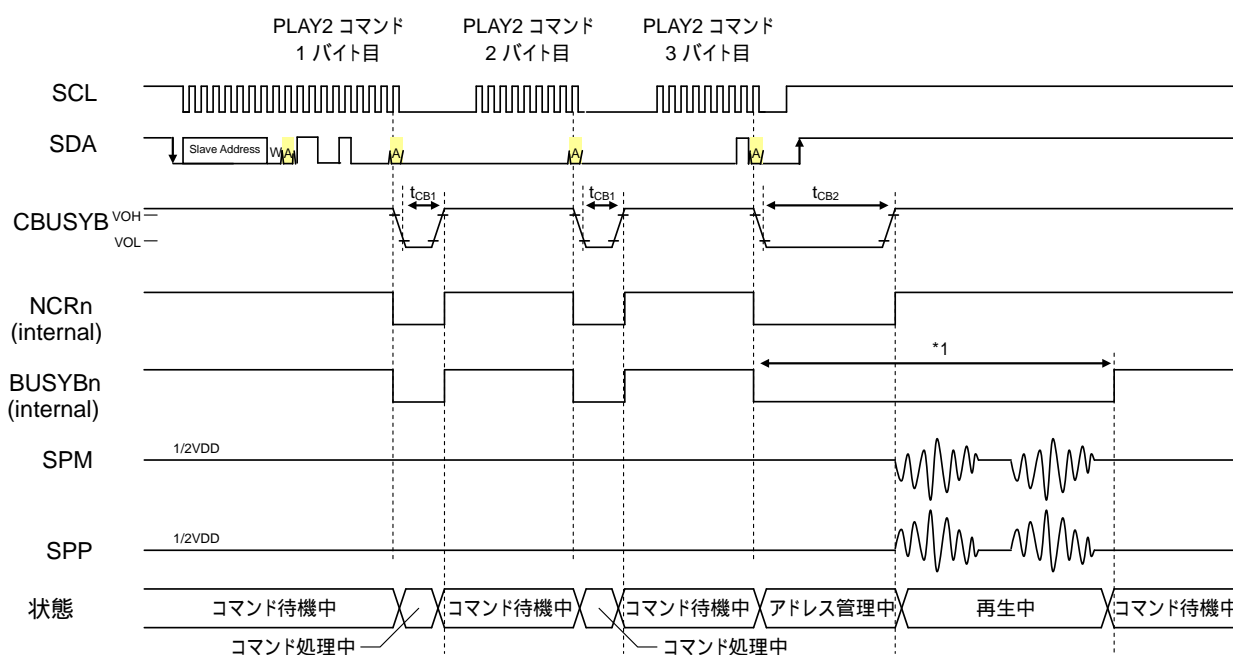 PLAY2 コマンド
1 バイト目
PLAY2 コマンド
2 バイト目
PLAY2 コマンド
3 バイト目
SCL
SDA
Slave Address
W
A
A
A
A
CBUSYB
VOH
VOL
tCB1
tCB1
tCB2
NCRn
(internal)
BUSYBn
(internal)
*1
SPM
1/2VDD
SPP
1/2VDD
状態
コマンド待機中
コマンド待機中
コマンド待機中
アドレス管理中
再生中
コマンド待機中
コマンド処理中
コマンド処理中